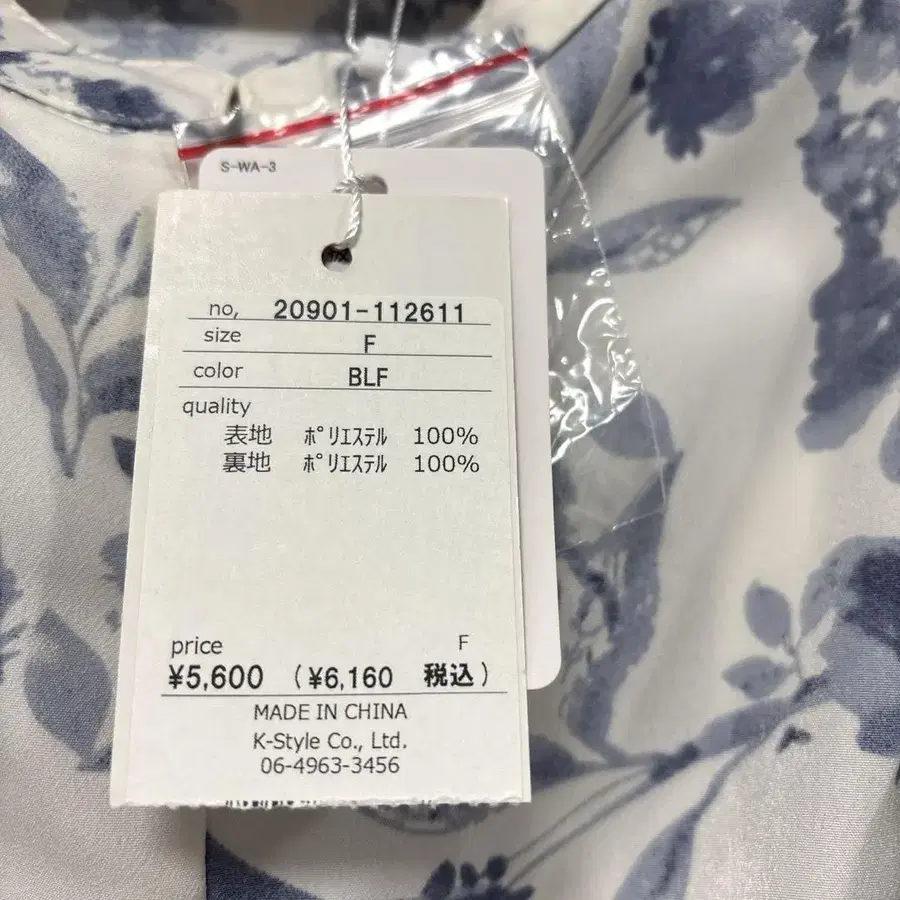 S-WA-3
no, 20901-112611
size F
color BLF
quality
表地 ポリエステル 100%
裏地 ポリエステル 100%
price F
¥5,600 (¥6,160 税込)
MADE IN CHINA
K-Style Co., Ltd.
06-4963-3456